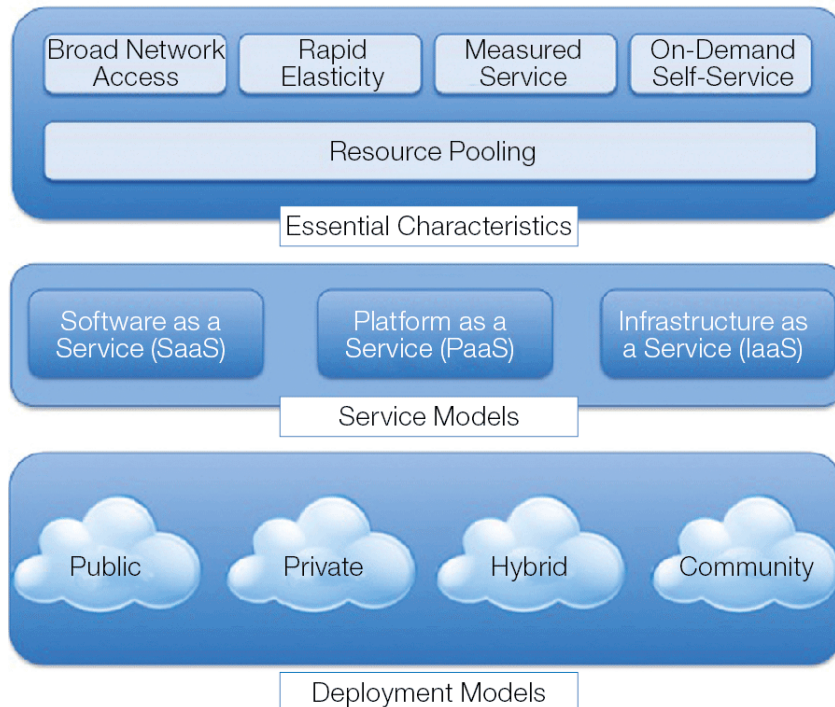 Broad Network
Access
Rapid
Elasticity
Measured
Service
On-Demand
Self-Service
Resource Pooling
Essential Characteristics
Software as a
Service (SaaS)
Platform as a
Service (PaaS)
Infrastructure as
a Service (IaaS)
Service Models
Public
Private
Hybrid
Community
Deployment Models